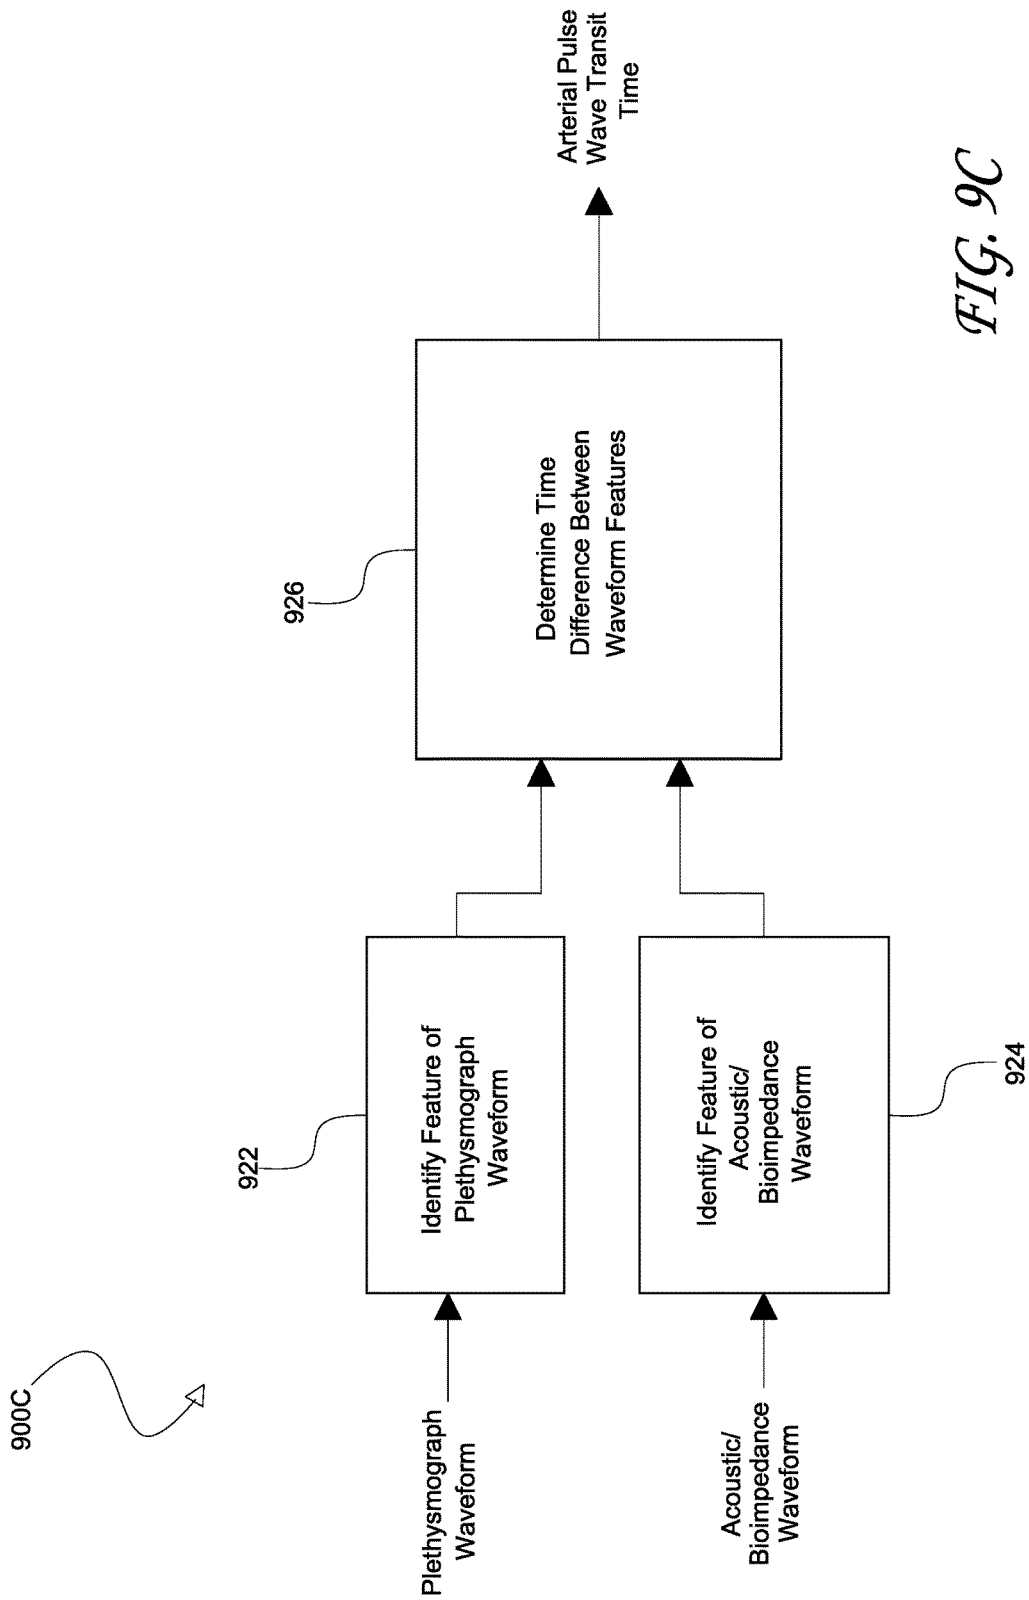 900C
Plethysmograph
Waveform
922
Identify Feature of
Plethysmograph
Waveform
Acoustic/
Bioimpedance
Waveform
Identify Feature of
Acoustic/
Bioimpedance
Waveform
924
926
Determine Time
Difference Between
Waveform Features
Arterial Pulse
Wave Transit
Time
FIG. 9C